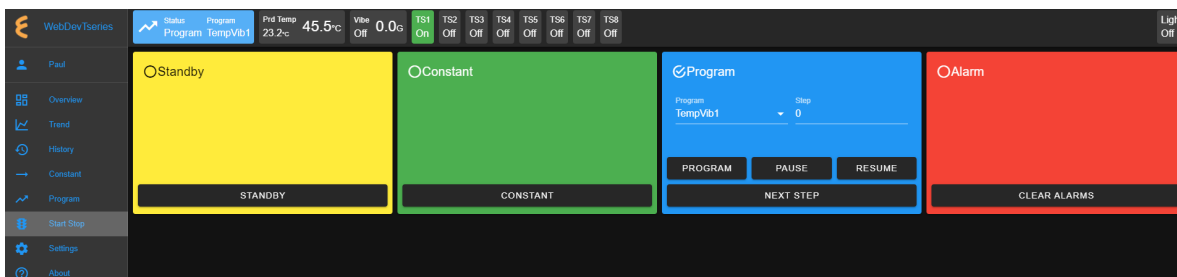 WebDevTseries
Status Program
Program TempVib1
Prd Temp
23.2°c 45.5°C
Vibe
Off 0.0G
TS1 TS2 TS3 TS4 TS5 TS6 TS7 TS8
On Off Off Off Off Off Off Off
Ligh
Off
Paul
Overview
Trend
History
Constant
Program
Start Stop
Settings
About
Standby
STANDBY
Constant
CONSTANT
Program
Program Step
TempVib1 0
PROGRAM PAUSE RESUME
NEXT STEP
Alarm
CLEAR ALARMS